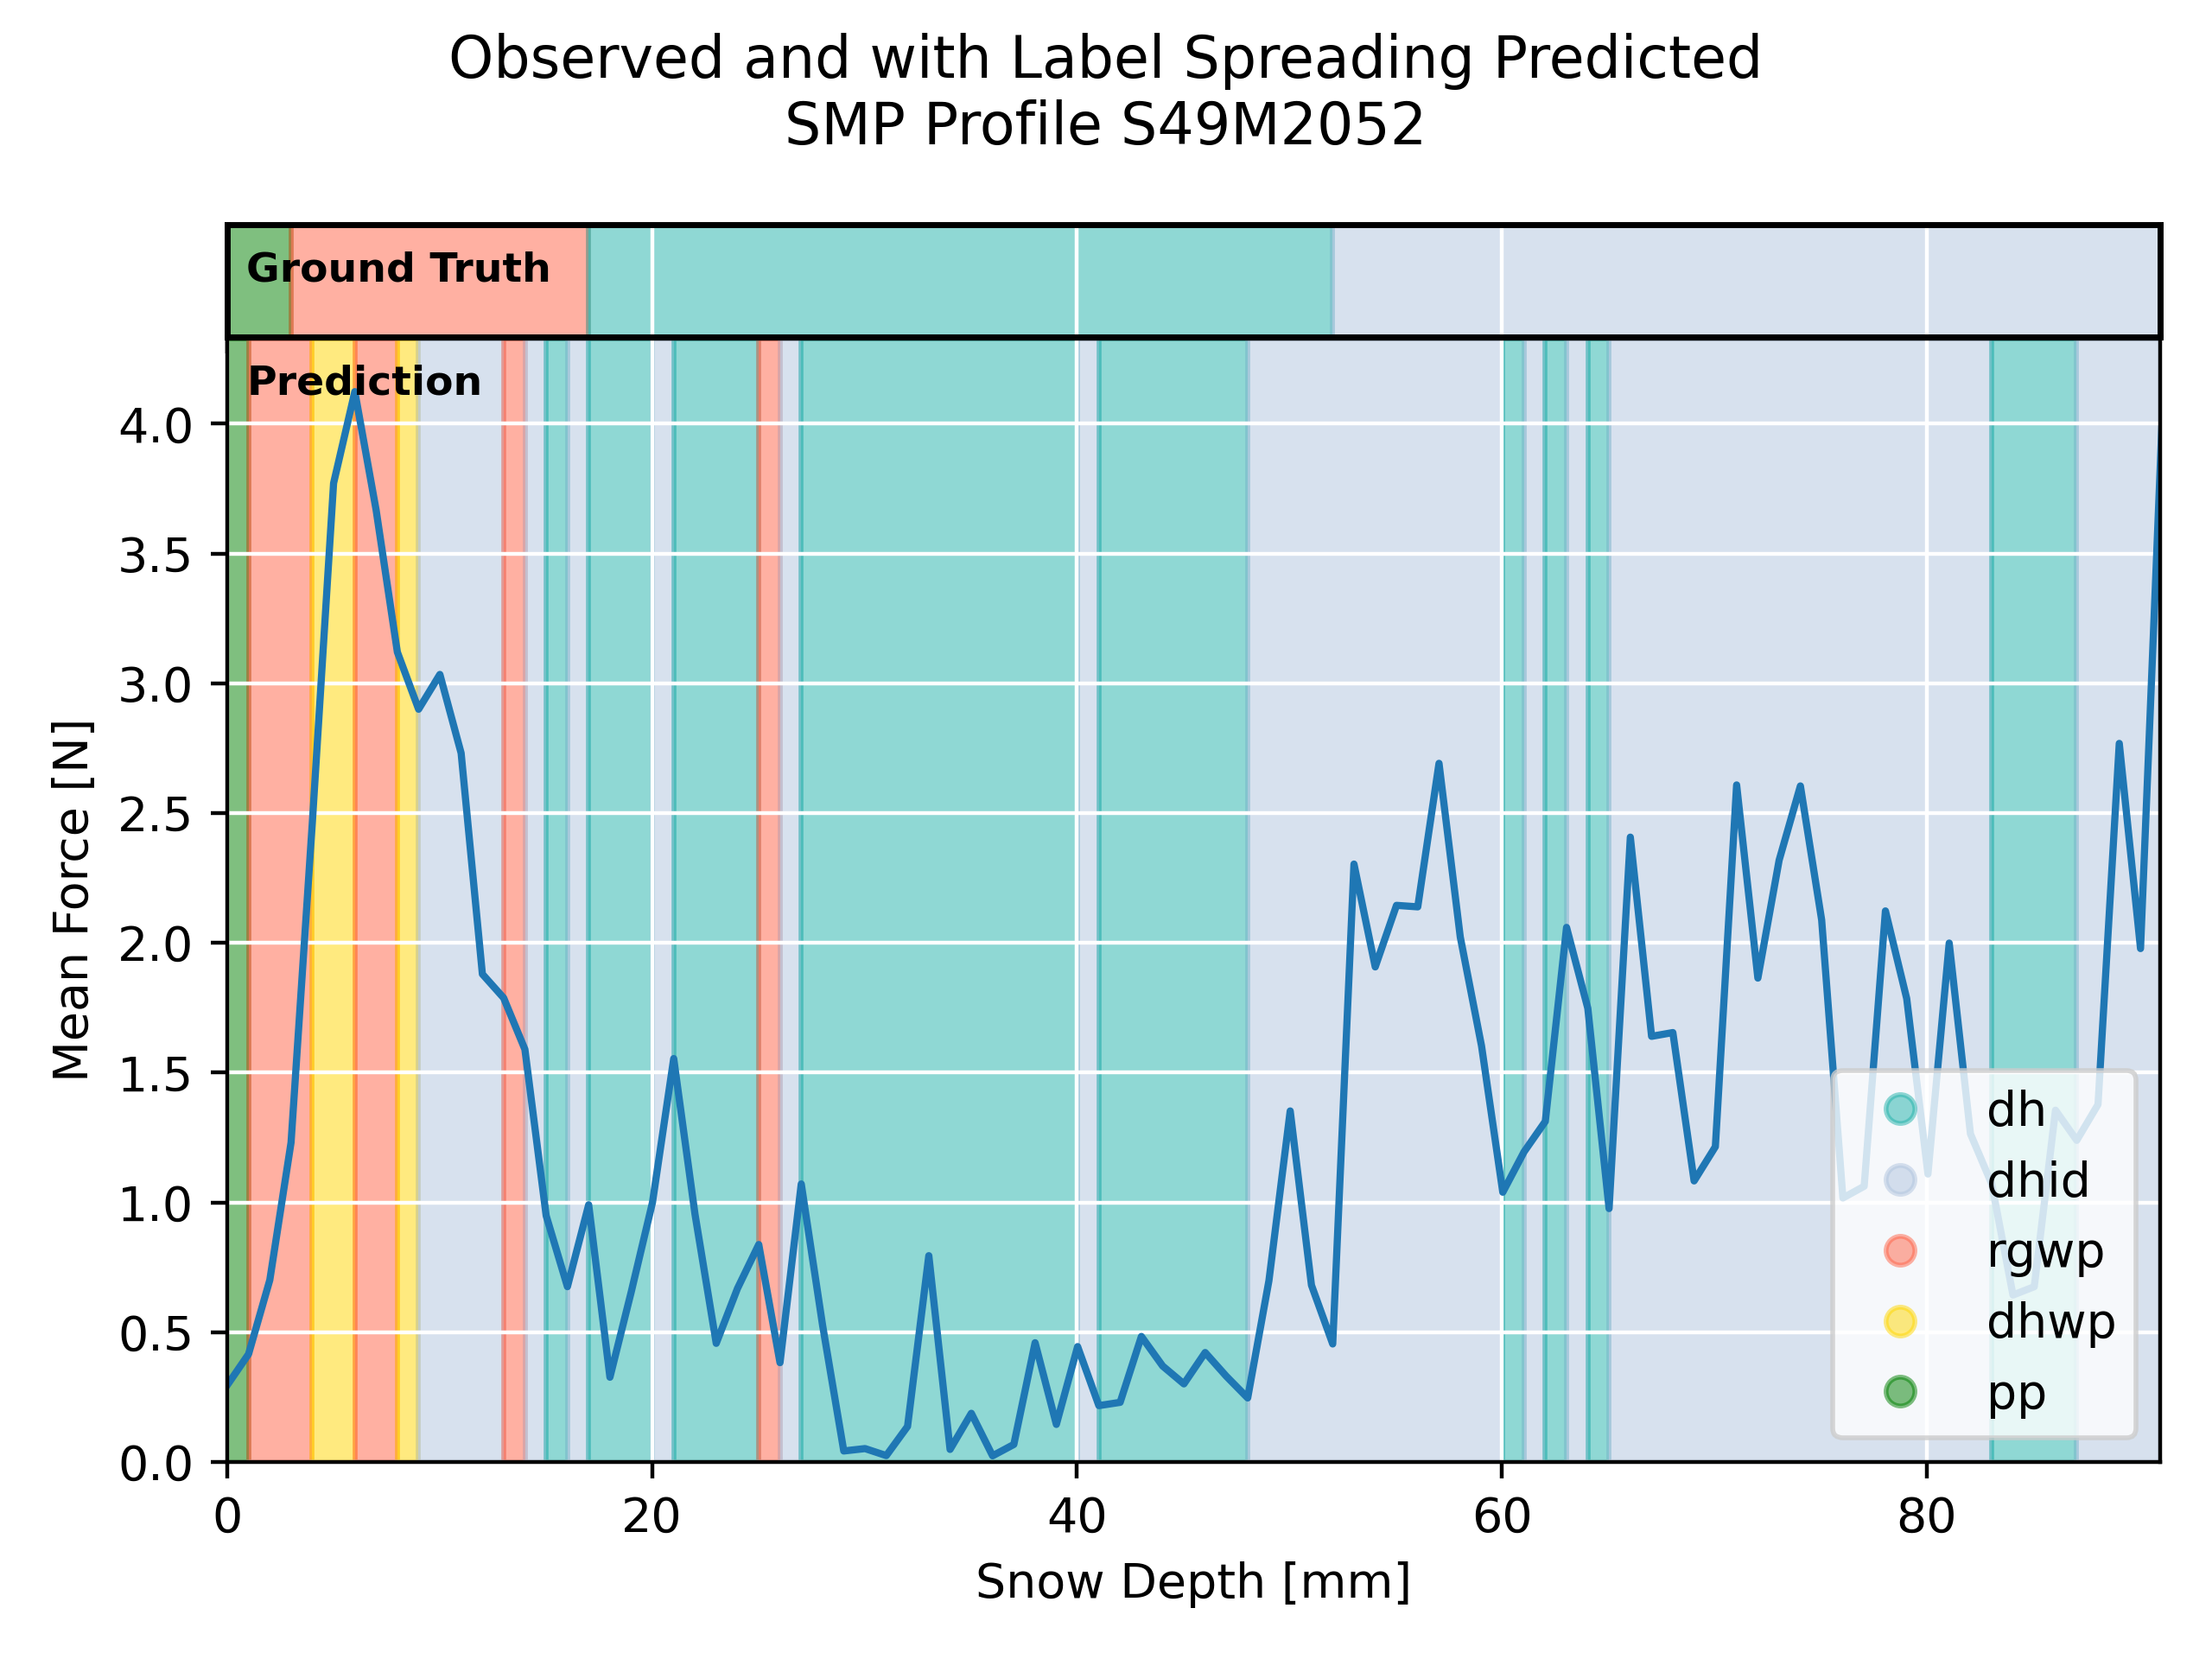 Observed and with Label Spreading Predicted
SMP Profile S49M2052
Ground Truth
Prediction
4.0
3.5
3.0
2.5
2.0
1.5
1.0
0.5
0.0
Mean Force [N]
dh
dhid
rgwp
dhwp
pp
0 20 40 60 80
Snow Depth [mm]